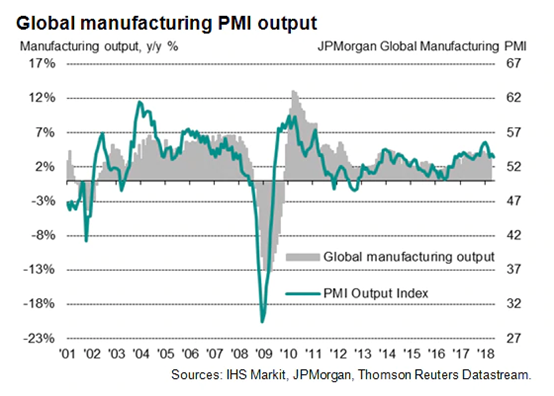 Global manufacturing PMI output
Manufacturing output, y/y % JPMorgan Global Manufacturing PMI
17% 67
12% 62
7% 57
2% 52
-3% 47
-8% 42
Global manufacturing output
-13% 37
PMI Output Index
-18% 32
-23% 27
'01 '02 '03 '04 '05 '06 '07 '08 '09 '10 '11 '12 '13 '14 '15 '16 '17 '18
Sources: IHS Markit, JPMorgan, Thomson Reuters Datastream.